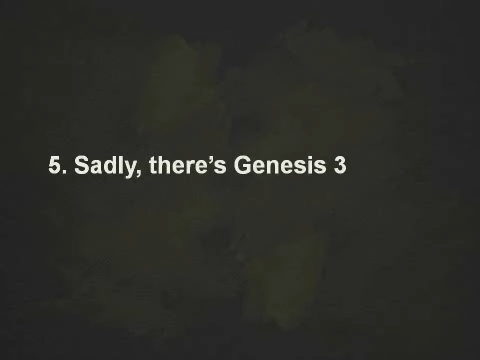 5. Sadly, there’s Genesis 3